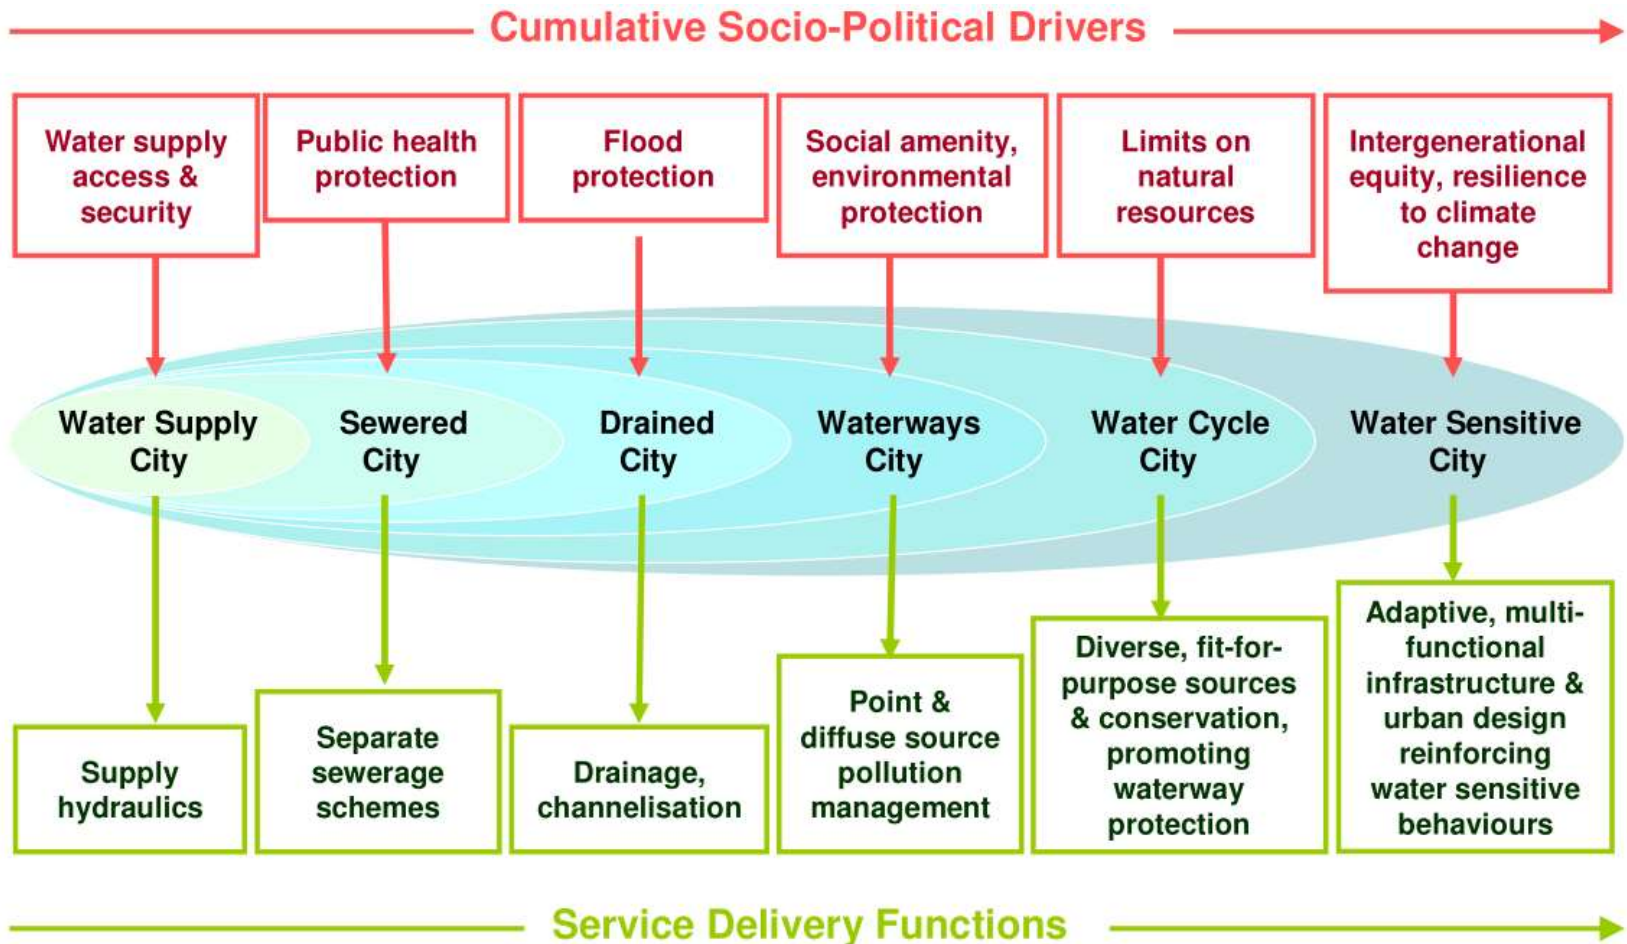 Cumulative Socio-Political Drivers
Water supply
access &
security
Public health
protection
Flood
protection
Social amenity,
environmental
protection
Limits on
natural
resources
Intergenerational
equity, resilience
to climate
change
Water Supply
City
Sewered
City
Drained
City
Waterways
City
Water Cycle
City
Water Sensitive
City
Supply
hydraulics
Separate
sewerage
schemes
Drainage,
channelisation
Point &
diffuse source
pollution
management
Diverse, fit-for-
purpose sources
& conservation,
promoting
waterway
protection
Adaptive, multi-
functional
infrastructure &
urban design
reinforcing
water sensitive
behaviours
Service Delivery Functions